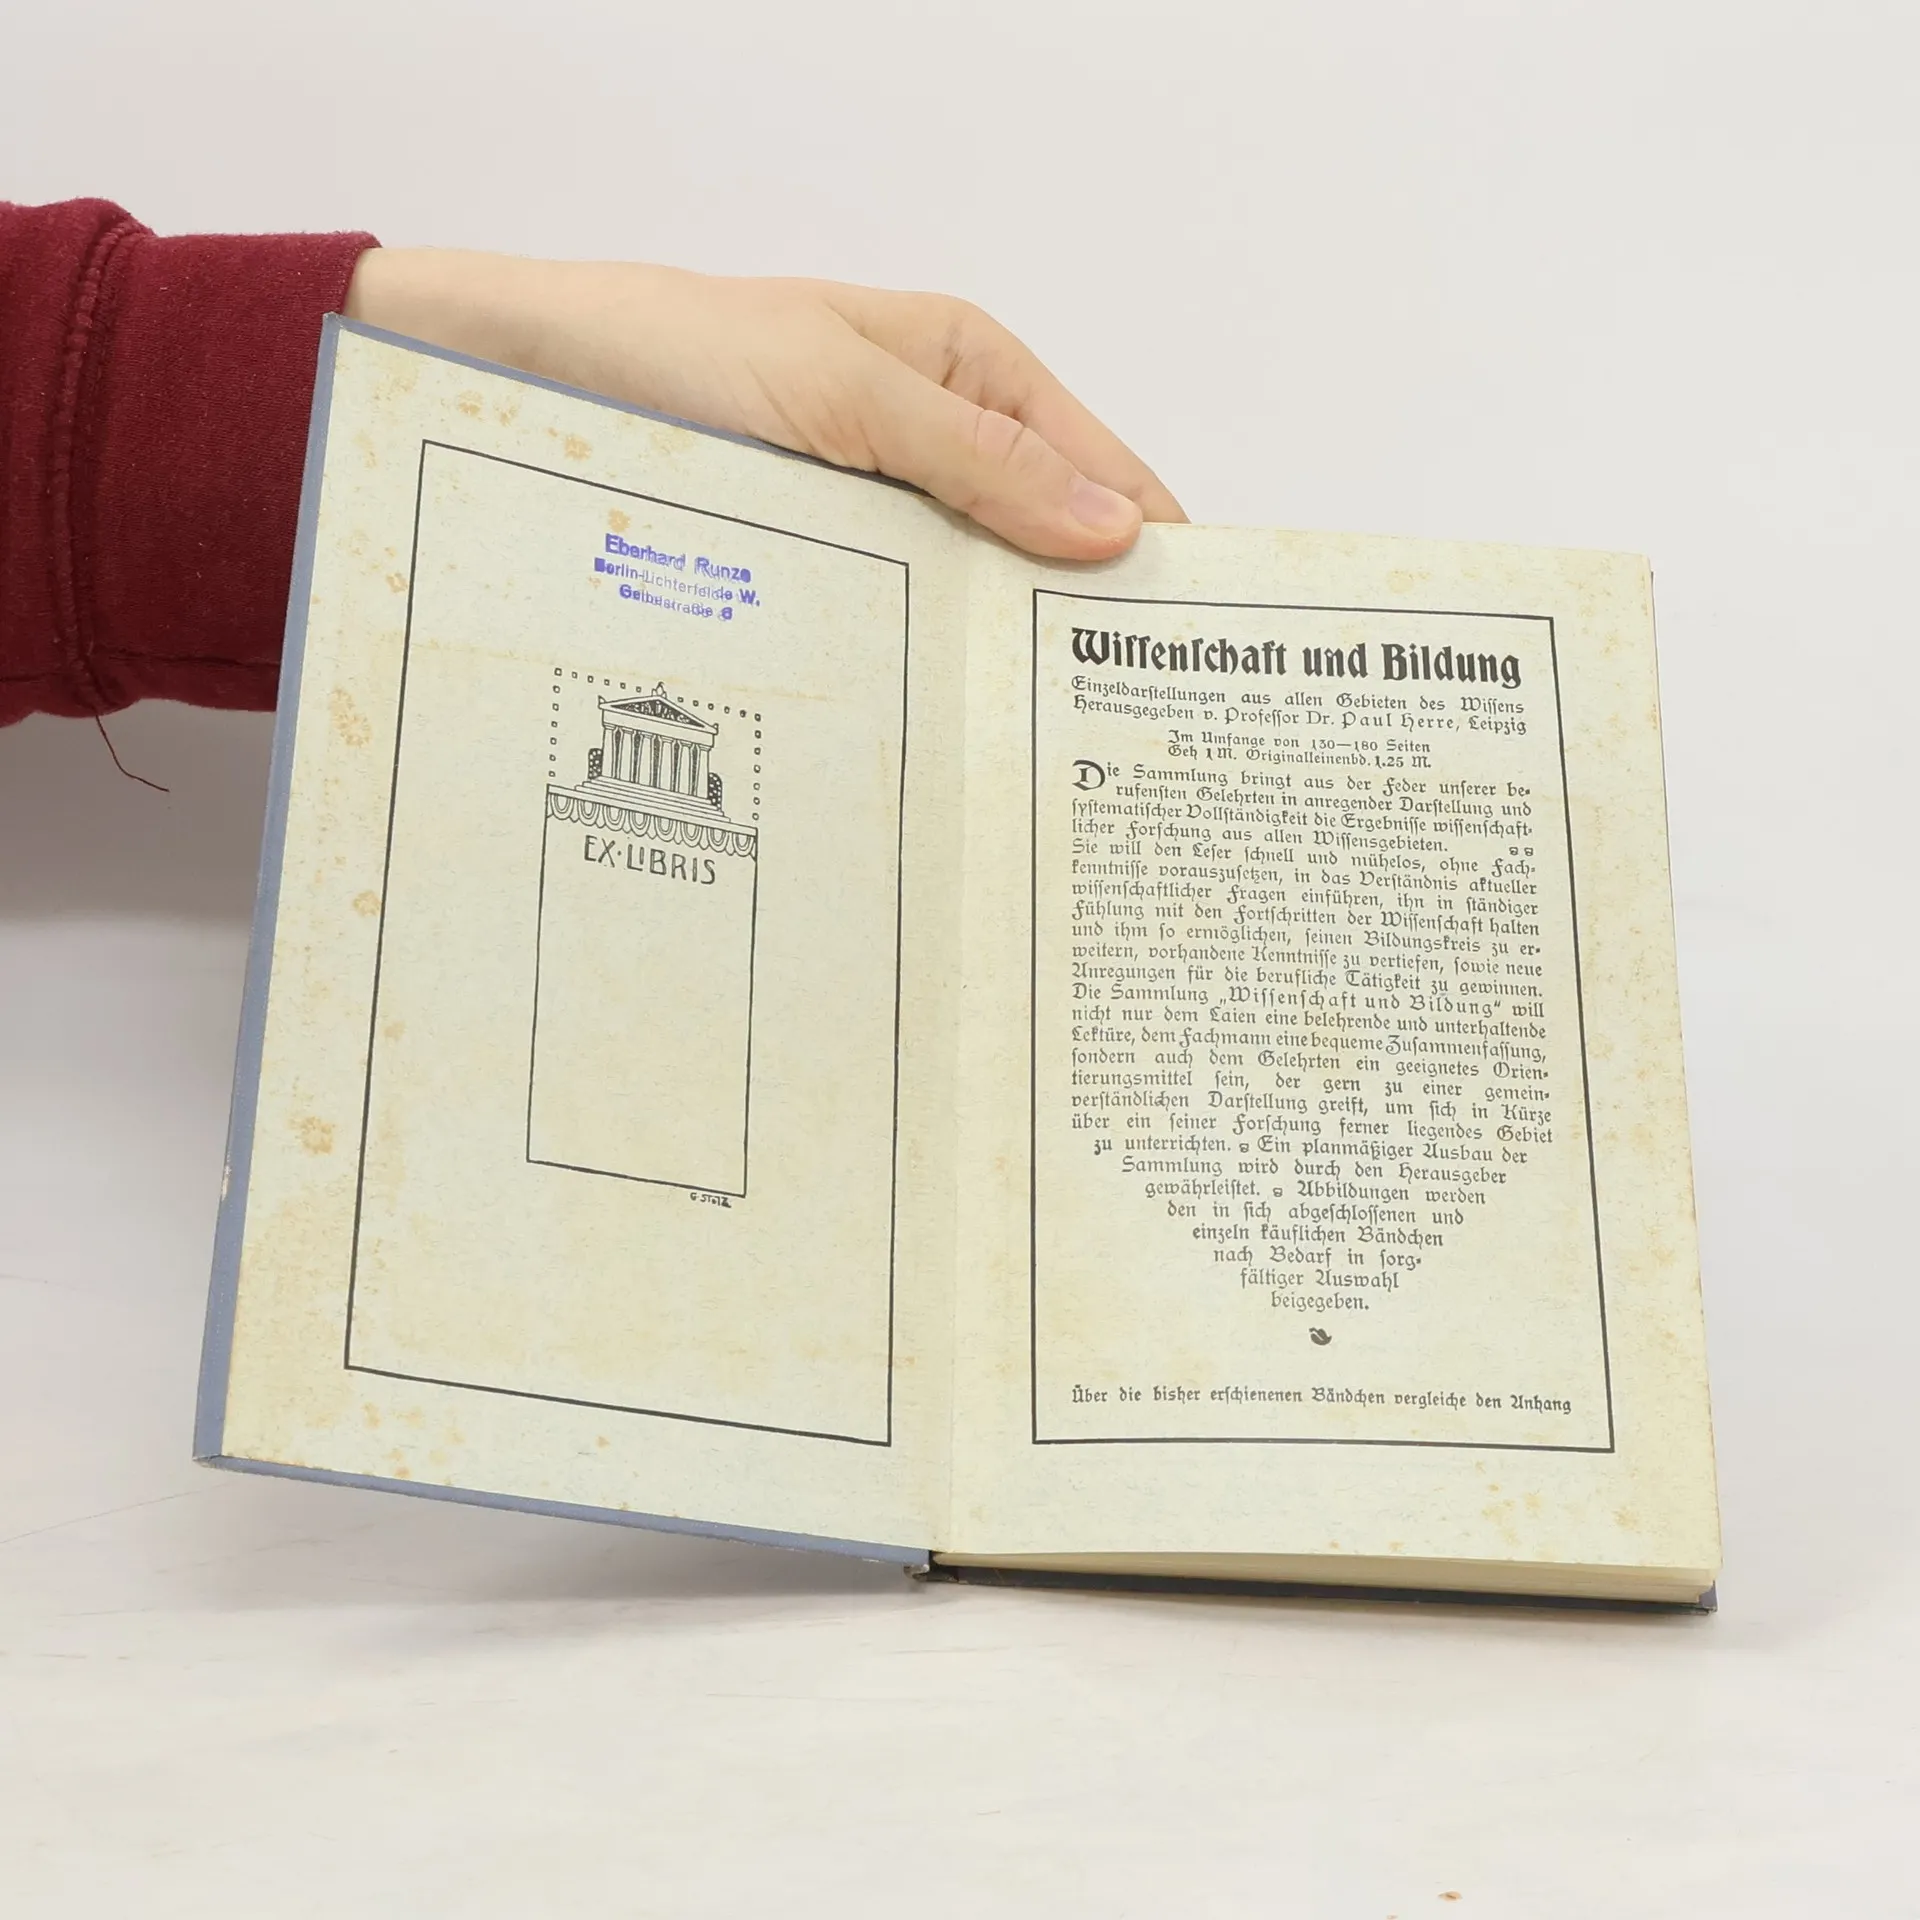 Eberhard Runze
Berlin-Lichterfelde W.
EX·LIBRIS
G·Stolz
Wiſſenſchaft und Bildung
Einzeldarſtellungen aus allen Gebieten des Wiſſens
Herausgegeben v. Profeſſor Dr. Paul Herre, Leipzig
Im Umfange von 130—180 Seiten
Geh 1 M. Originalleinenbd. 1.25 M.
Die Sammlung bringt aus der Feder unſerer be-
rufenſten Gelehrten in anregender Darſtellung und
ſyſtematiſcher Vollſtändigkeit die Ergebniſſe wiſſenſchaft-
licher Forſchung aus allen Wiſſensgebieten.
Sie will den Leſer ſchnell und mühelos, ohne Fach-
kenntniſſe vorauszuſetzen, in das Verſtändnis aktueller
wiſſenſchaftlicher Fragen einführen, ihn in ſtändiger
Fühlung mit den Fortſchritten der Wiſſenſchaft halten
und ihm ſo ermöglichen, ſeinen Bildungskreis zu er-
weitern, vorhandene Kenntniſſe zu vertiefen, ſowie neue
Anregungen für die berufliche Tätigkeit zu gewinnen.
Die Sammlung „Wiſſenſchaft und Bildung“ will
nicht nur dem Laien eine belehrende und unterhaltende
Lektüre, dem Fachmann eine bequeme Zuſammenfaſſung,
ſondern auch dem Gelehrten ein geeignetes Orien-
tierungsmittel ſein, der gern zu einer gemein-
verſtändlichen Darſtellung greift, um ſich in Kürze
über ein ſeiner Forſchung ferner liegendes Gebiet
zu unterrichten. Ein planmäßiger Ausbau der
Sammlung wird durch den Herausgeber
gewährleiſtet. Abbildungen werden
den in ſich abgeſchloſſenen und
einzeln käuflichen Bändchen
nach Bedarf in ſorg-
fältiger Auswahl
beigegeben.
Über die bisher erſchienenen Bändchen vergleiche den Anhang